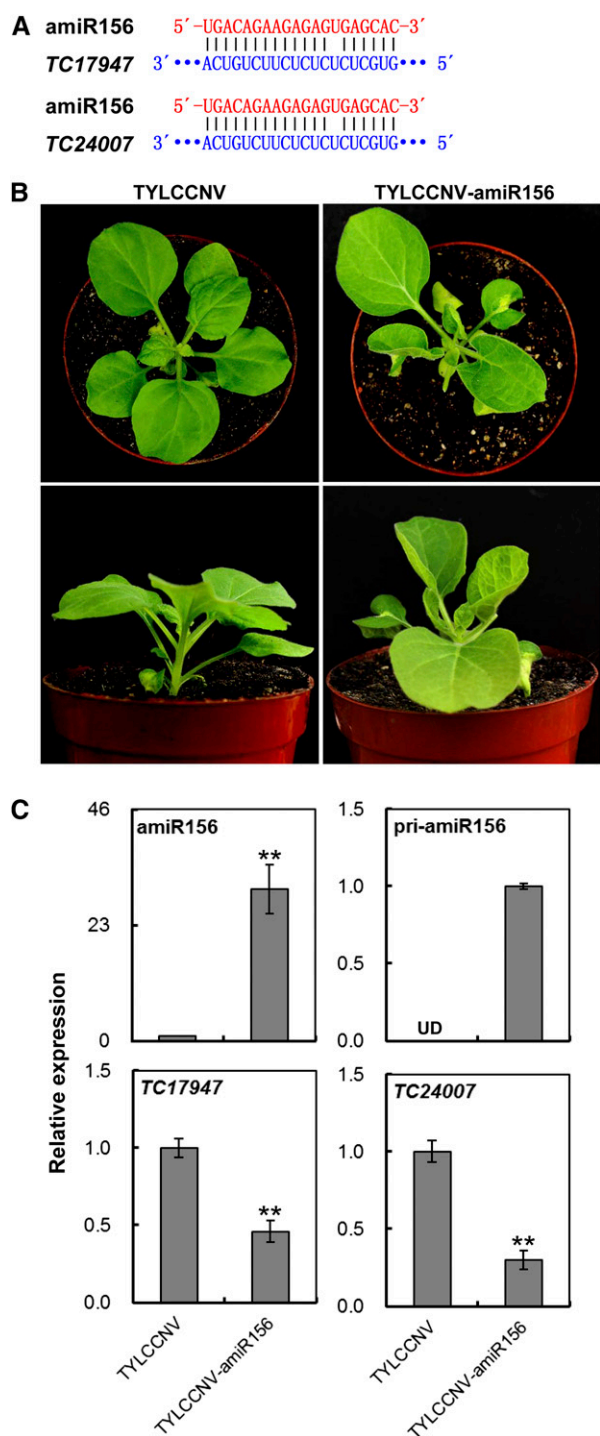 A
amiR156 5´-UGACAGAAGAGAGUGAGCAC-3´
TC17947 3´•••ACUGUCUUCUCUCUCUCGUG••• 5´
amiR156 5´-UGACAGAAGAGAGUGAGCAC-3´
TC24007 3´•••ACUGUCUUCUCUCUCUCGUG••• 5´
B
TYLCCNV TYLCCNV-amiR156
C
Relative expression
amiR156
46
23
0
**
pri-amiR156
1.5
1.0
0.5
0.0
UD
TC17947
1.5
1.0
0.5
0.0
**
TYLCCNV
TYLCCNV-amiR156
TC24007
1.5
1.0
0.5
0.0
**
TYLCCNV
TYLCCNV-amiR156